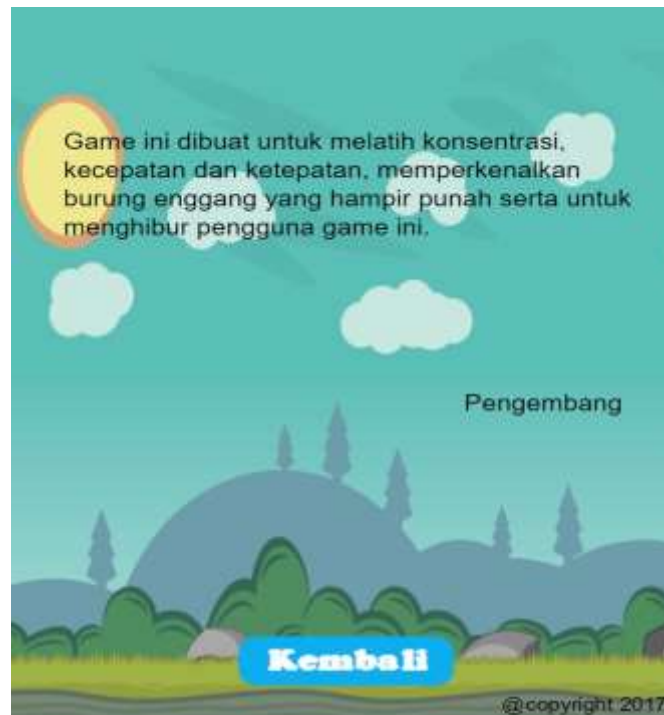 Game ini dibuat untuk melatih konsentrasi,
kecepatan dan ketepatan, memperkenalkan
burung enggang yang hampir punah serta untuk
menghibur pengguna game ini.
Pengembang
Kembali
@copyright 2017